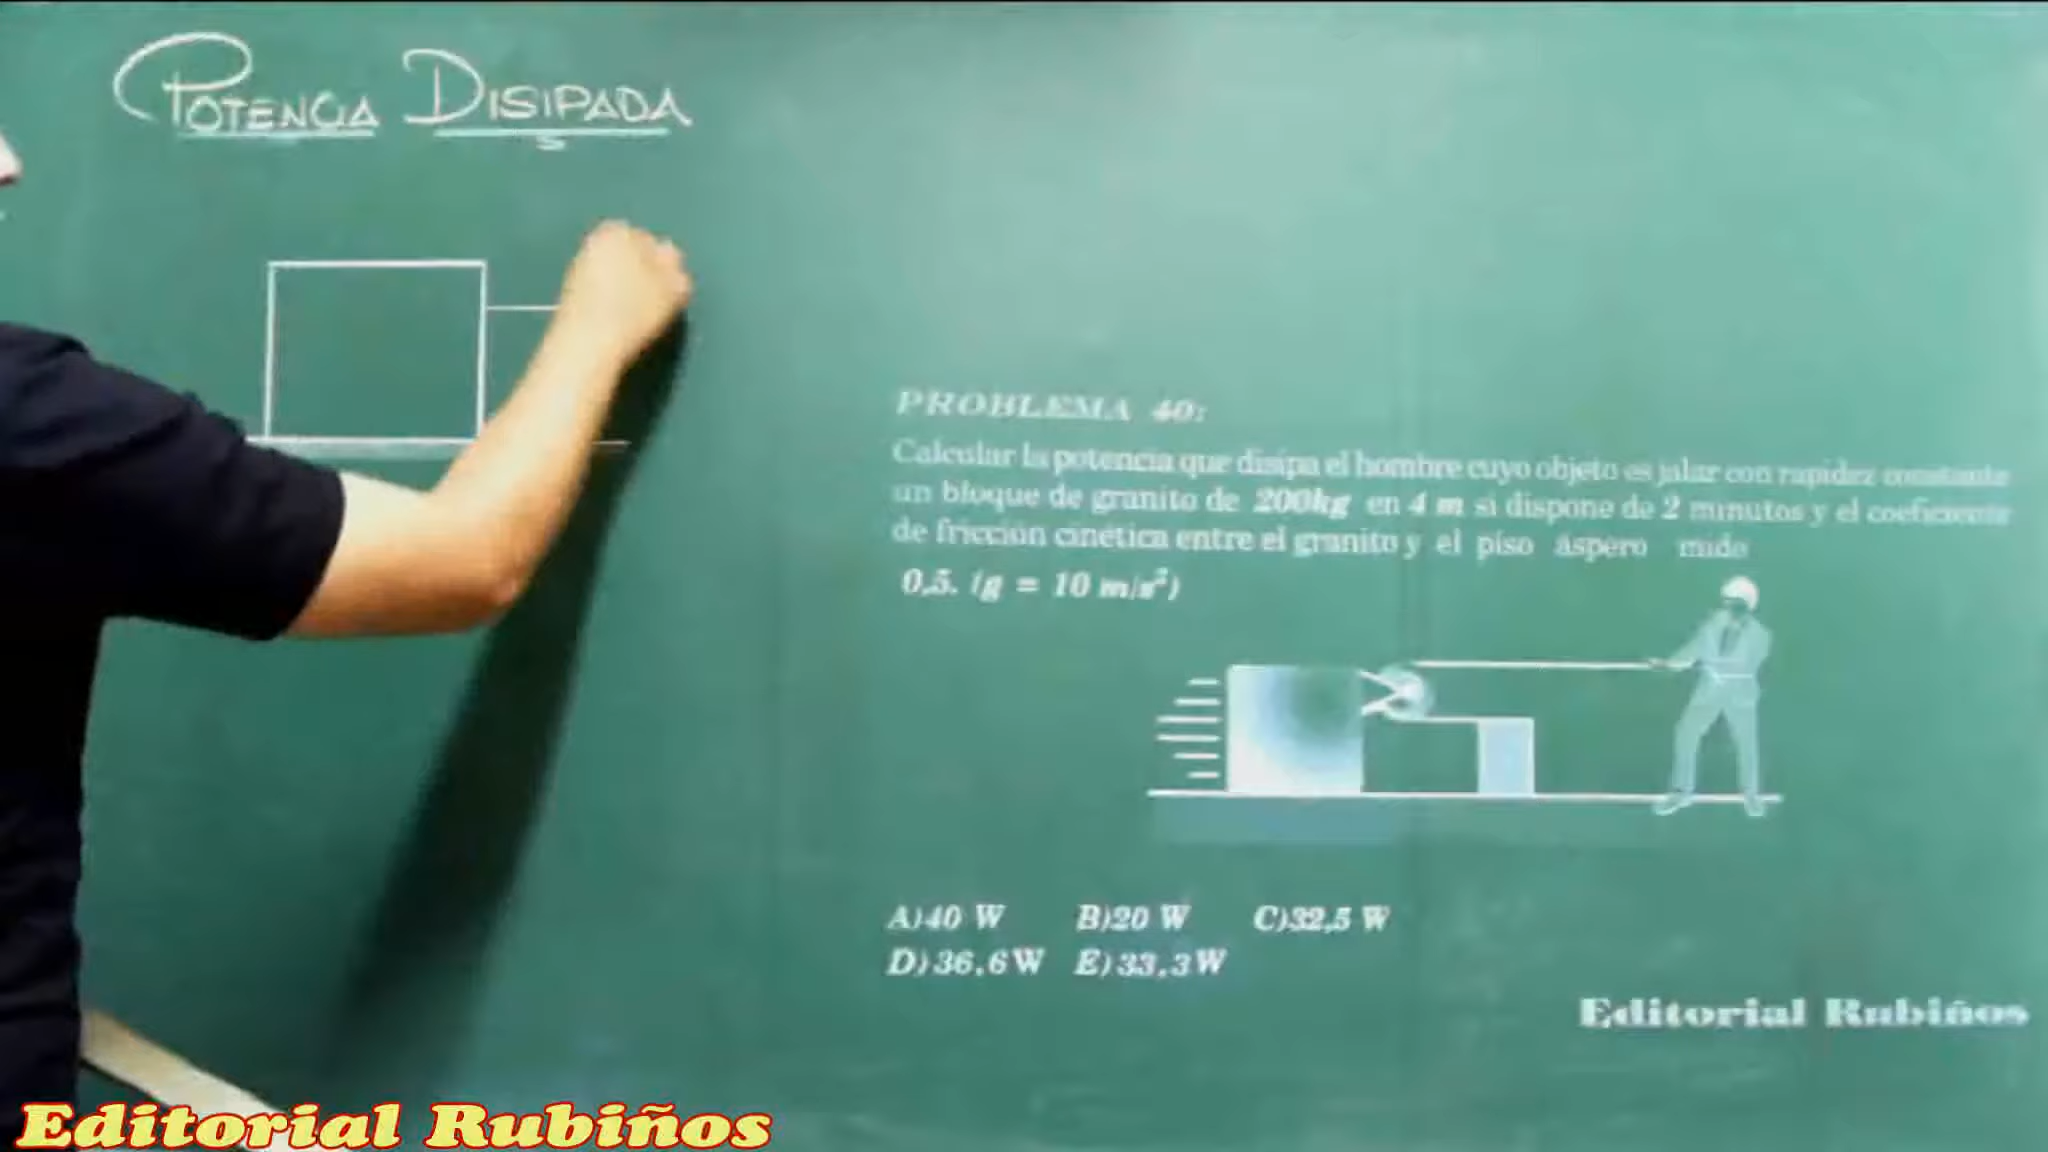 POTENCIA DISIPADA
S
PROBLEMA 40:
Calcular la potencia que disipa el hombre cuyo objeto es jalar con rapidez constante
un bloque de granito de 200kg en 4 m si dispone de 2 minutos y el coeficiente
de fricción cinética entre el granito y el piso áspero mide
0,5. (g = 10 m/s²)
A)40 W B)20 W C)32,5 W
D)36.6W E)33.3W
Editorial Rubiños
Editorial Rubiños